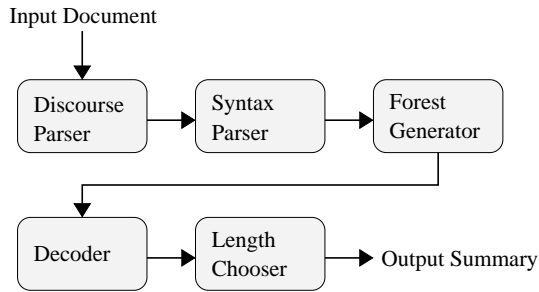 Input Document
Discourse
Parser
Syntax
Parser
Forest
Generator
Decoder
Length
Chooser
Output Summary